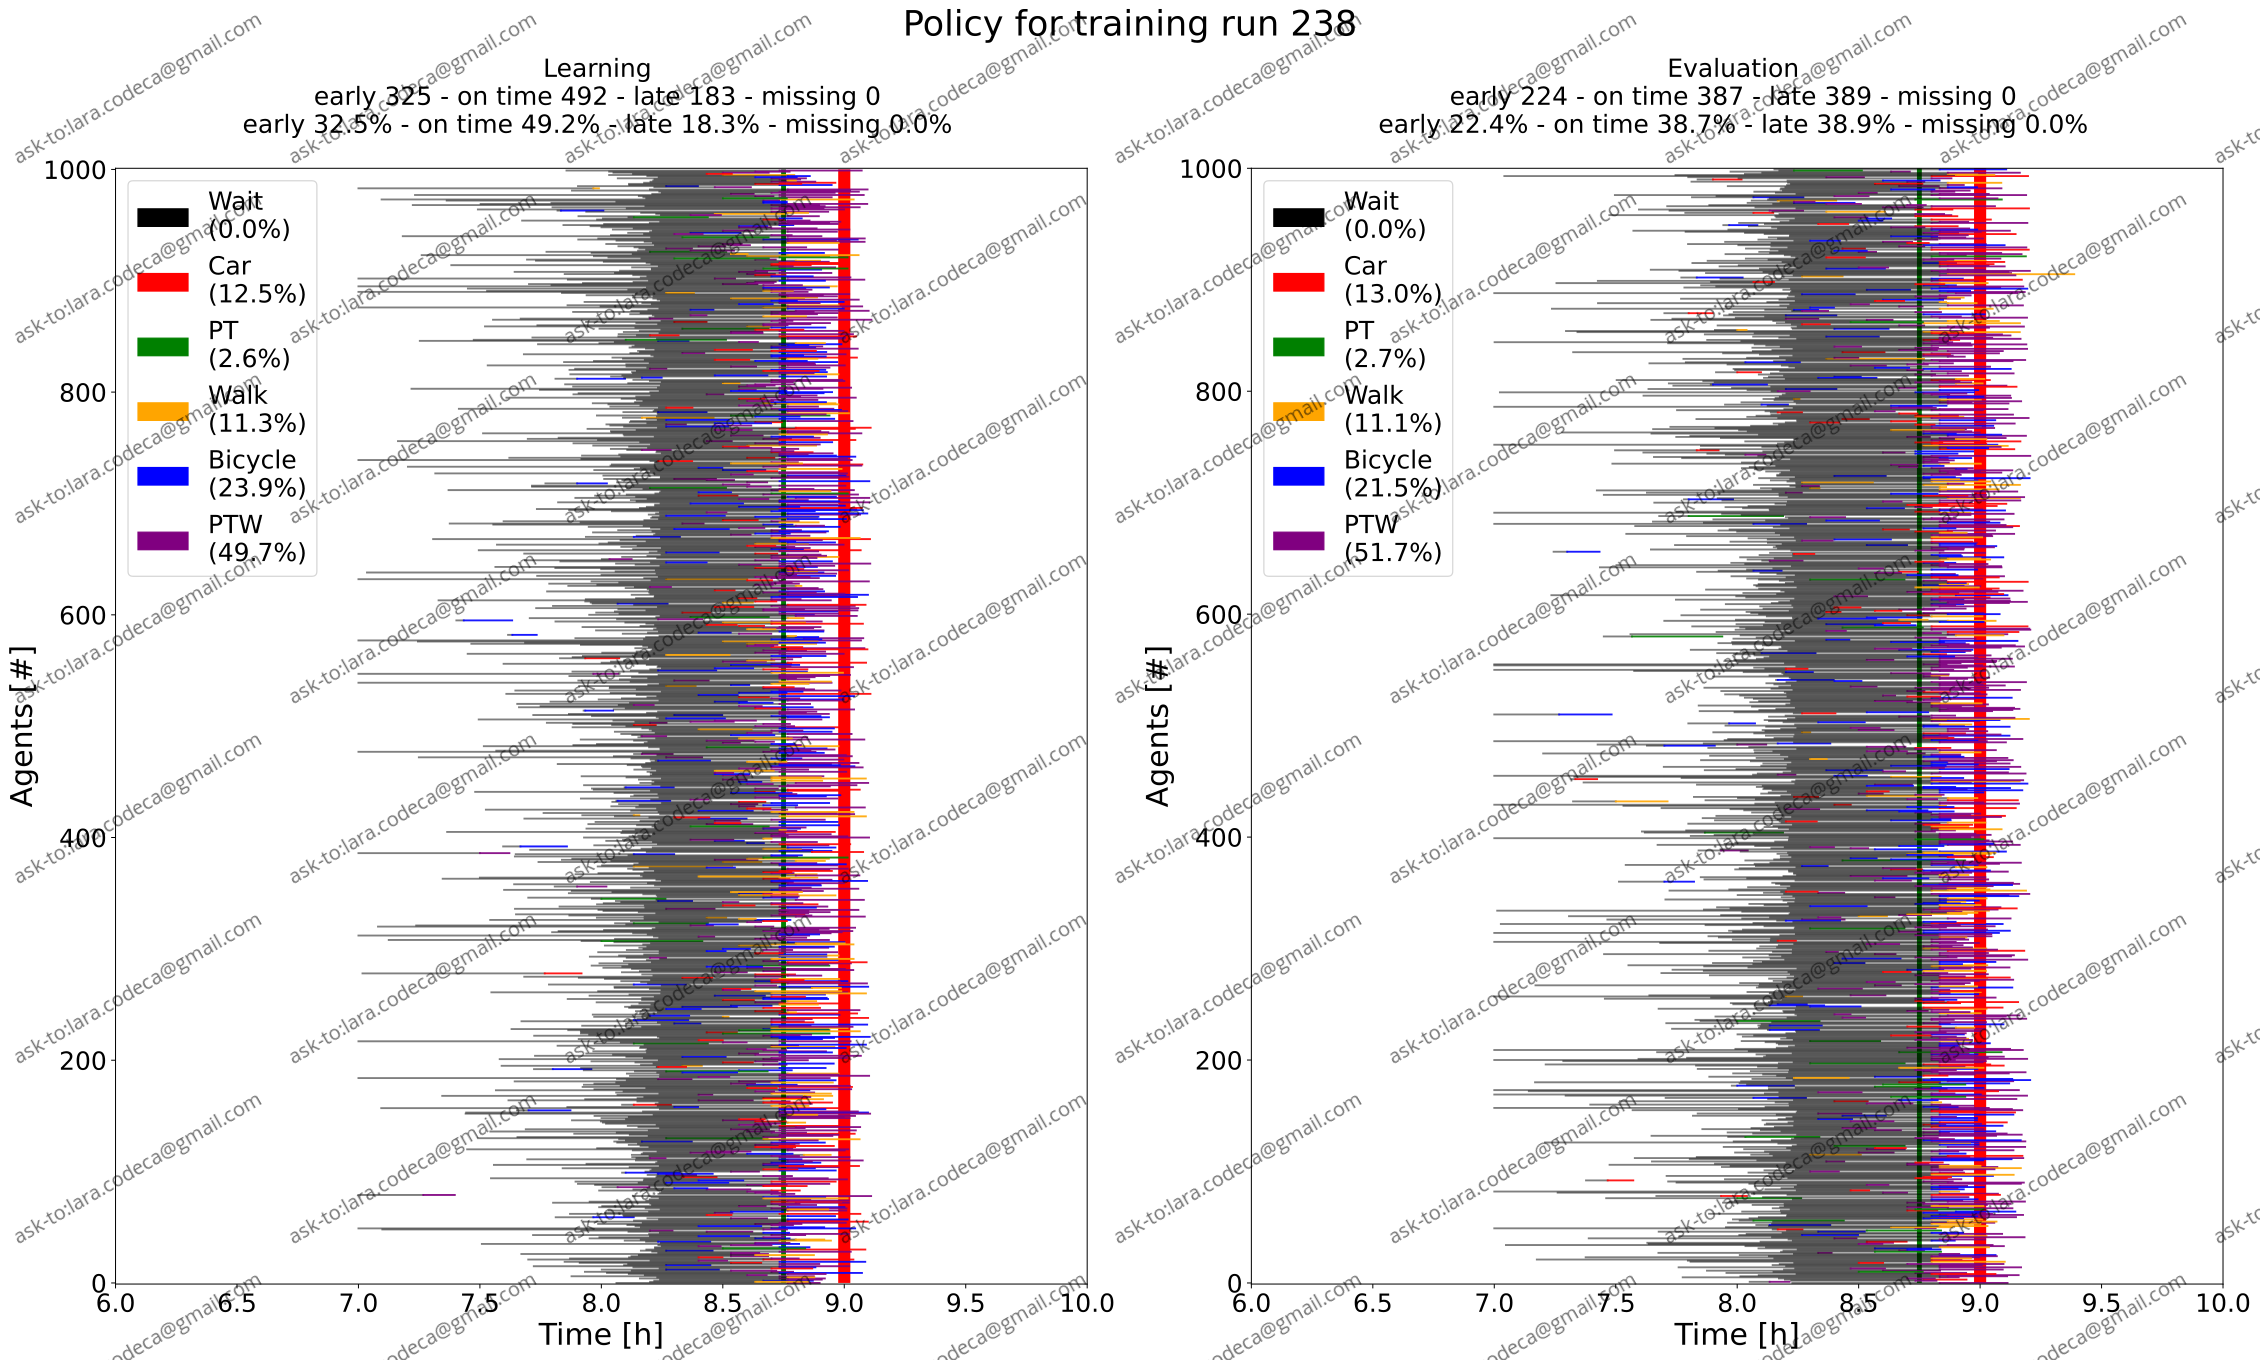 Policy for training run 238
Learning
early 325 - on time 492 - late 183 - missing 0
early 32.5% - on time 49.2% - late 18.3% - missing 0.0%
1000
800
600
400
200
0
Agents [#]
Wait
(0.0%)
Car
(12.5%)
PT
(2.6%)
Walk
(11.3%)
Bicycle
(23.9%)
PTW
(49.7%)
6.0 6.5 7.0 7.5 8.0 8.5 9.0 9.5 10.0
Time [h]
Evaluation
early 224 - on time 387 - late 389 - missing 0
early 22.4% - on time 38.7% - late 38.9% - missing 0.0%
1000
800
600
400
200
0
Agents [#]
Wait
(0.0%)
Car
(13.0%)
PT
(2.7%)
Walk
(11.1%)
Bicycle
(21.5%)
PTW
(51.7%)
6.0 6.5 7.0 7.5 8.0 8.5 9.0 9.5 10.0
Time [h]
ask-to:lara.codeca@gmail.com